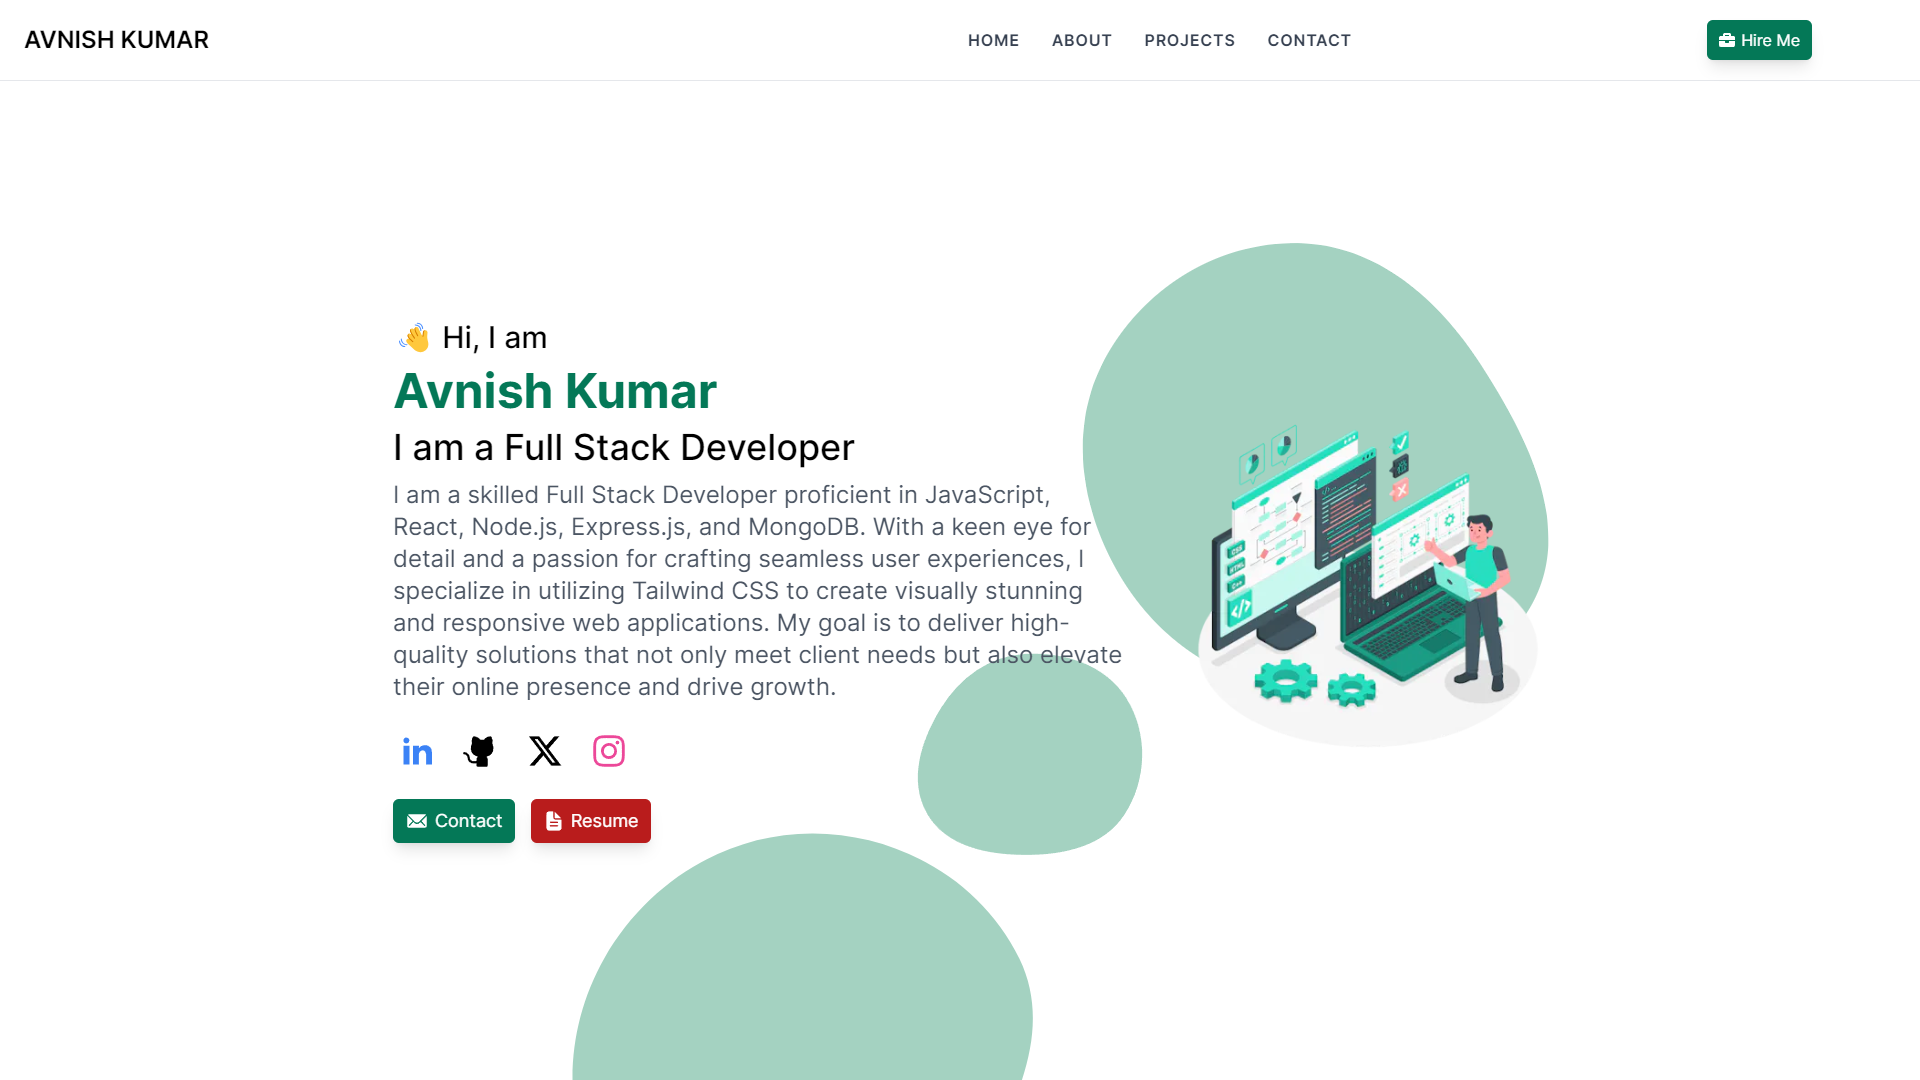 AVNISH KUMAR
HOME ABOUT PROJECTS CONTACT
Hire Me
Hi, I am
Avnish Kumar
I am a Full Stack Developer
I am a skilled Full Stack Developer proficient in JavaScript,
React, Node.js, Express.js, and MongoDB. With a keen eye for
detail and a passion for crafting seamless user experiences, I
specialize in utilizing Tailwind CSS to create visually stunning
and responsive web applications. My goal is to deliver high-
quality solutions that not only meet client needs but also elevate
their online presence and drive growth.
Contact
Resume
CSS
HTML
C++
</>